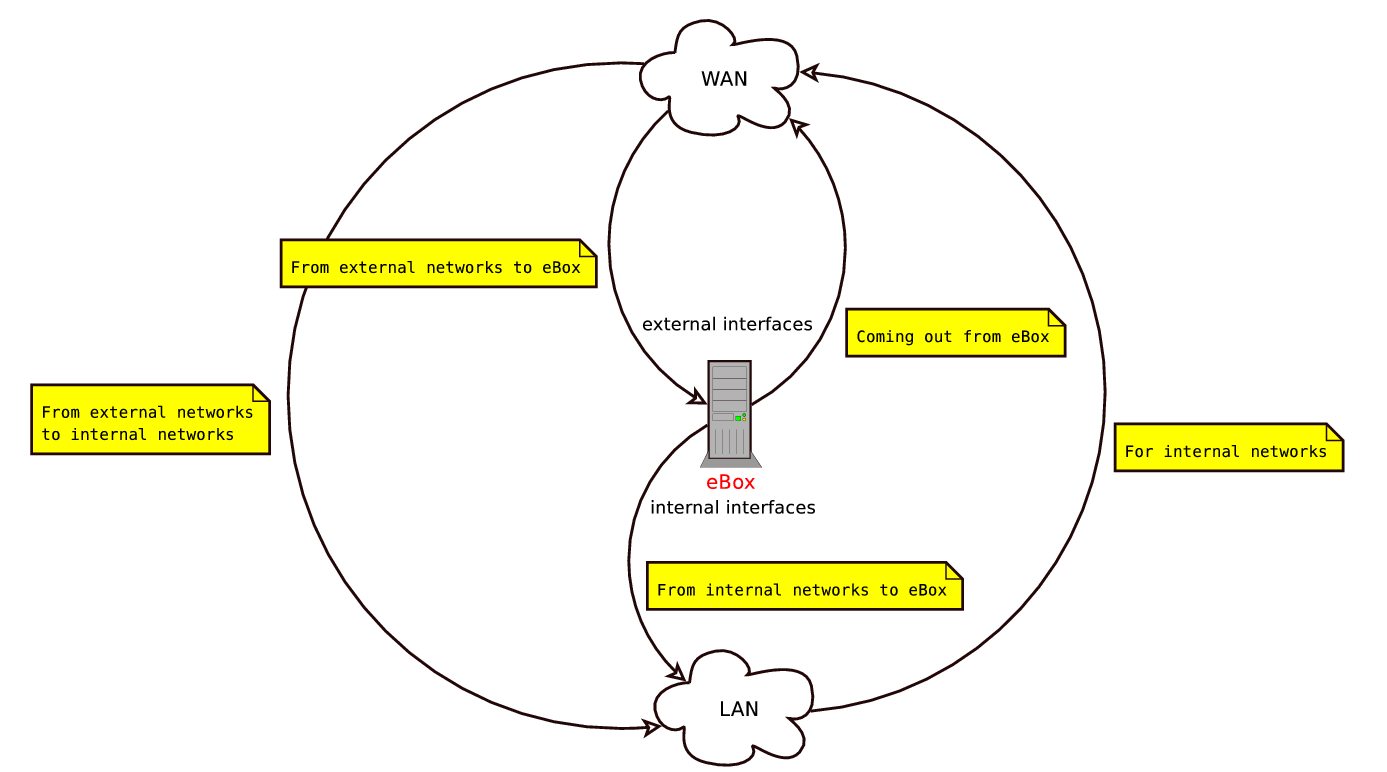 WAN
From external networks to eBox
external interfaces
Coming out from eBox
From external networks
to internal networks
For internal networks
eBox
internal interfaces
From internal networks to eBox
LAN